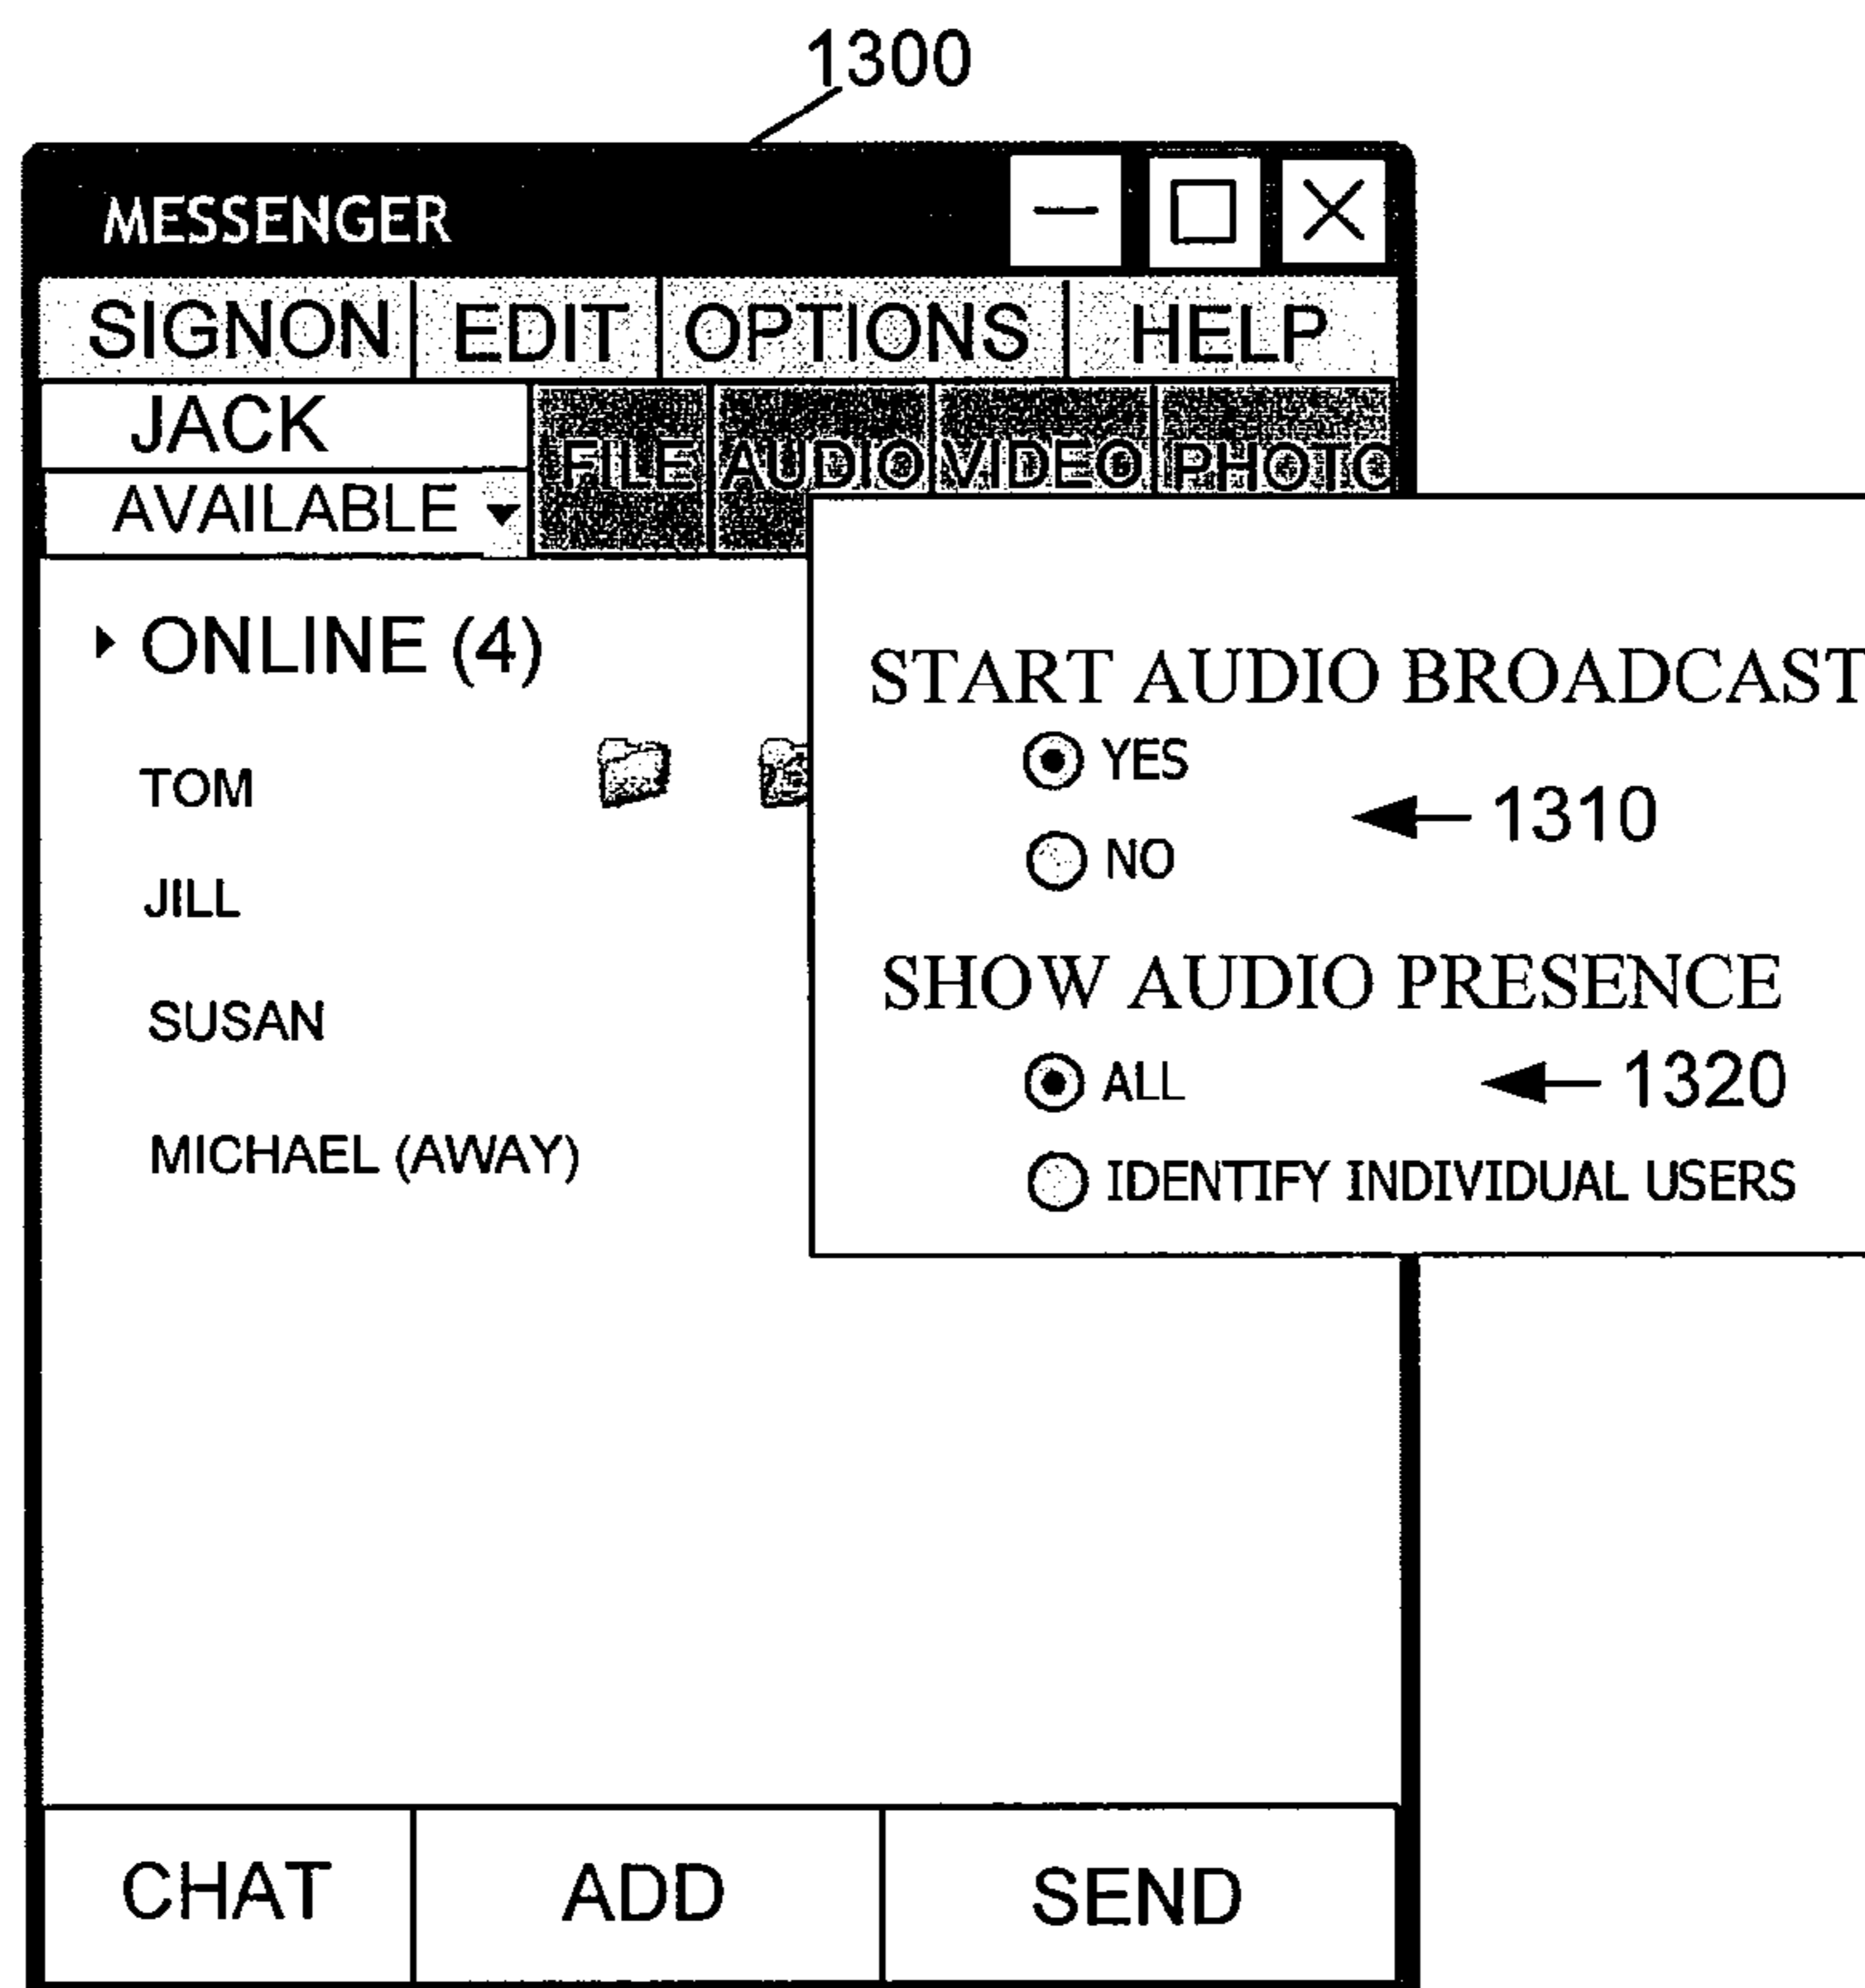 1300
MESSENGER
SIGNON EDIT OPTIONS HELP
JACK
AVAILABLE
FILE AUDIO VIDEO PHOTO
ONLINE (4)
TOM
JILL
SUSAN
MICHAEL (AWAY)
START AUDIO BROADCAST
YES
1310
NO
SHOW AUDIO PRESENCE
ALL
1320
IDENTIFY INDIVIDUAL USERS
CHAT ADD SEND